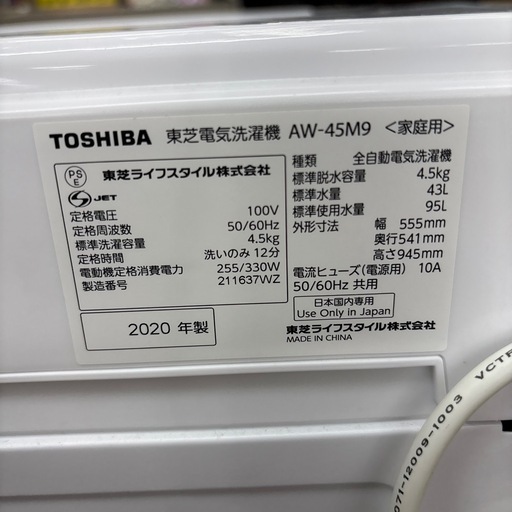 TOSHIBA 東芝電気洗濯機 AW-45M9 <家庭用>
PS E
東芝ライフスタイル株式会社
S JET
定格電圧 100V
定格周波数 50/60Hz
標準洗濯容量 4.5kg
定格時間 洗いのみ 12分
電動機定格消費電力 255/330W
製造番号 211637WZ
2020 年製
種類 全自動電気洗濯機
標準脱水容量 4.5kg
標準水量 43L
標準使用水量 95L
外形寸法 幅 555mm
奥行541mm
高さ945mm
電流ヒューズ(電源用) 10A
50/60Hz 共用
日本国内専用
Use Only in Japan
東芝ライフスタイル株式会社
MADE IN CHINA
071-12009-1003 VCTF